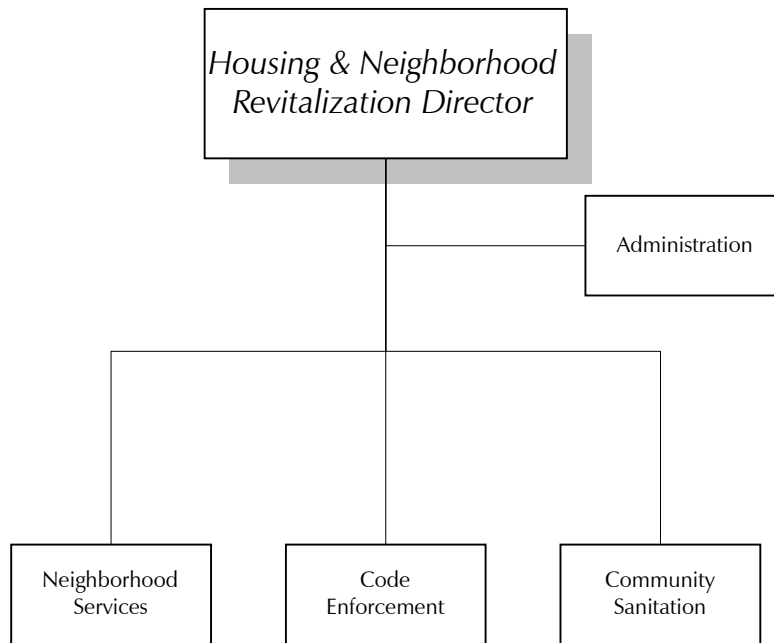 Housing & Neighborhood
Revitalization Director
Administration
Neighborhood
Services
Code
Enforcement
Community
Sanitation